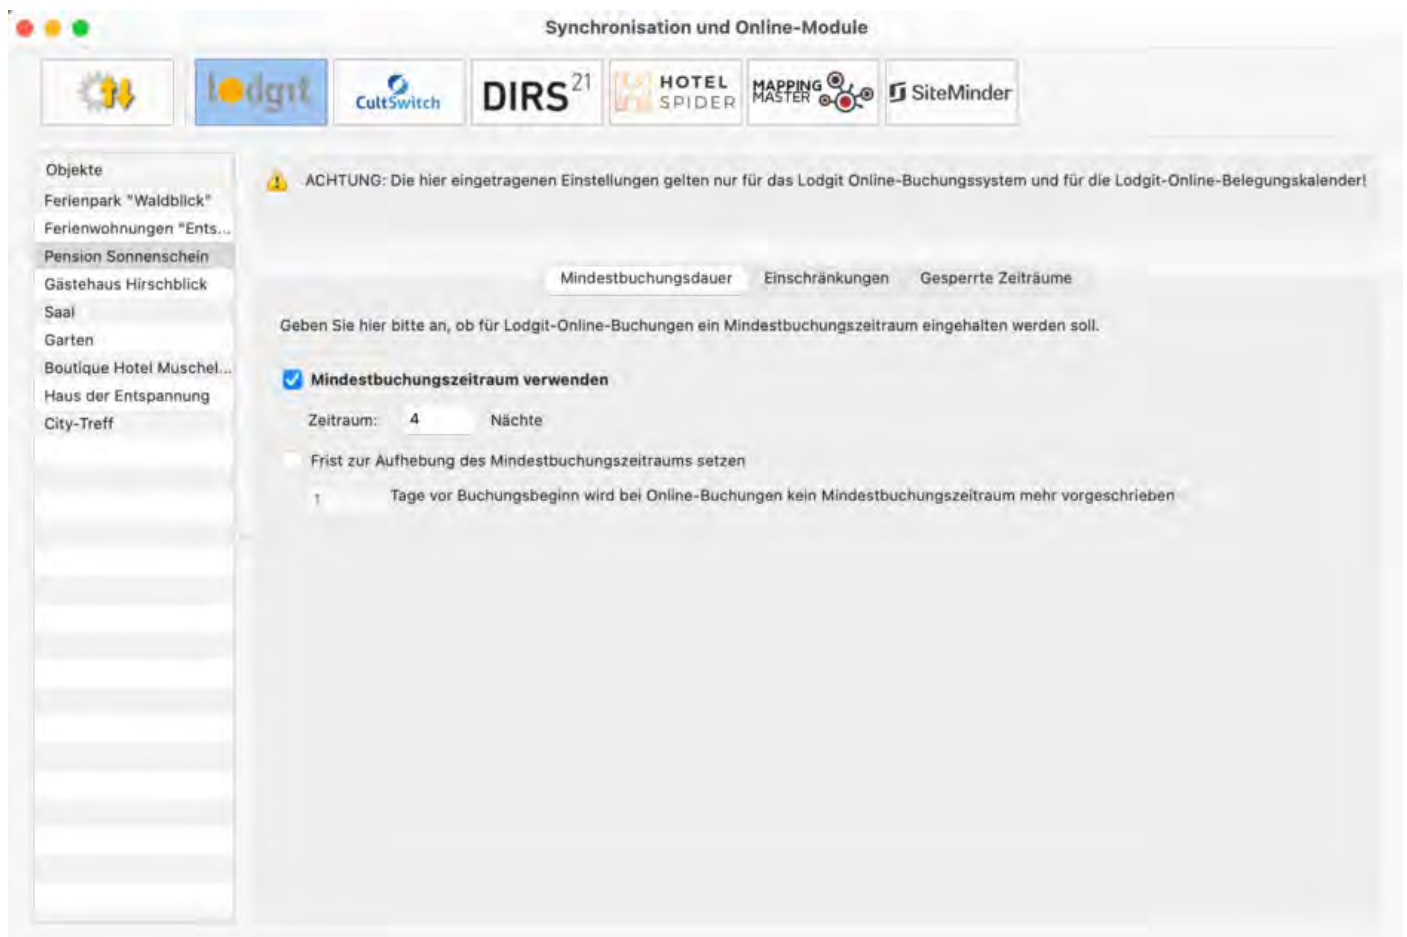 Synchronisation und Online-Module
lodgit
CultSwitch
DIRS21
HOTEL
SPIDER
MAPPING
MASTER
SiteMinder
Objekte
Ferienpark "Waldblick"
Ferienwohnungen "Ents...
Pension Sonnenschein
Gästehaus Hirschblick
Saal
Garten
Boutique Hotel Muschel...
Haus der Entspannung
City-Treff
ACHTUNG: Die hier eingetragenen Einstellungen gelten nur für das Lodgit Online-Buchungssystem und für die Lodgit-Online-Belegungskalender!
Mindestbuchungsdauer Einschränkungen Gesperrte Zeiträume
Geben Sie hier bitte an, ob für Lodgit-Online-Buchungen ein Mindestbuchungszeitraum eingehalten werden soll.
Mindestbuchungszeitraum verwenden
Zeitraum: 4 Nächte
Frist zur Aufhebung des Mindestbuchungszeitraums setzen
1 Tage vor Buchungsbeginn wird bei Online-Buchungen kein Mindestbuchungszeitraum mehr vorgeschrieben